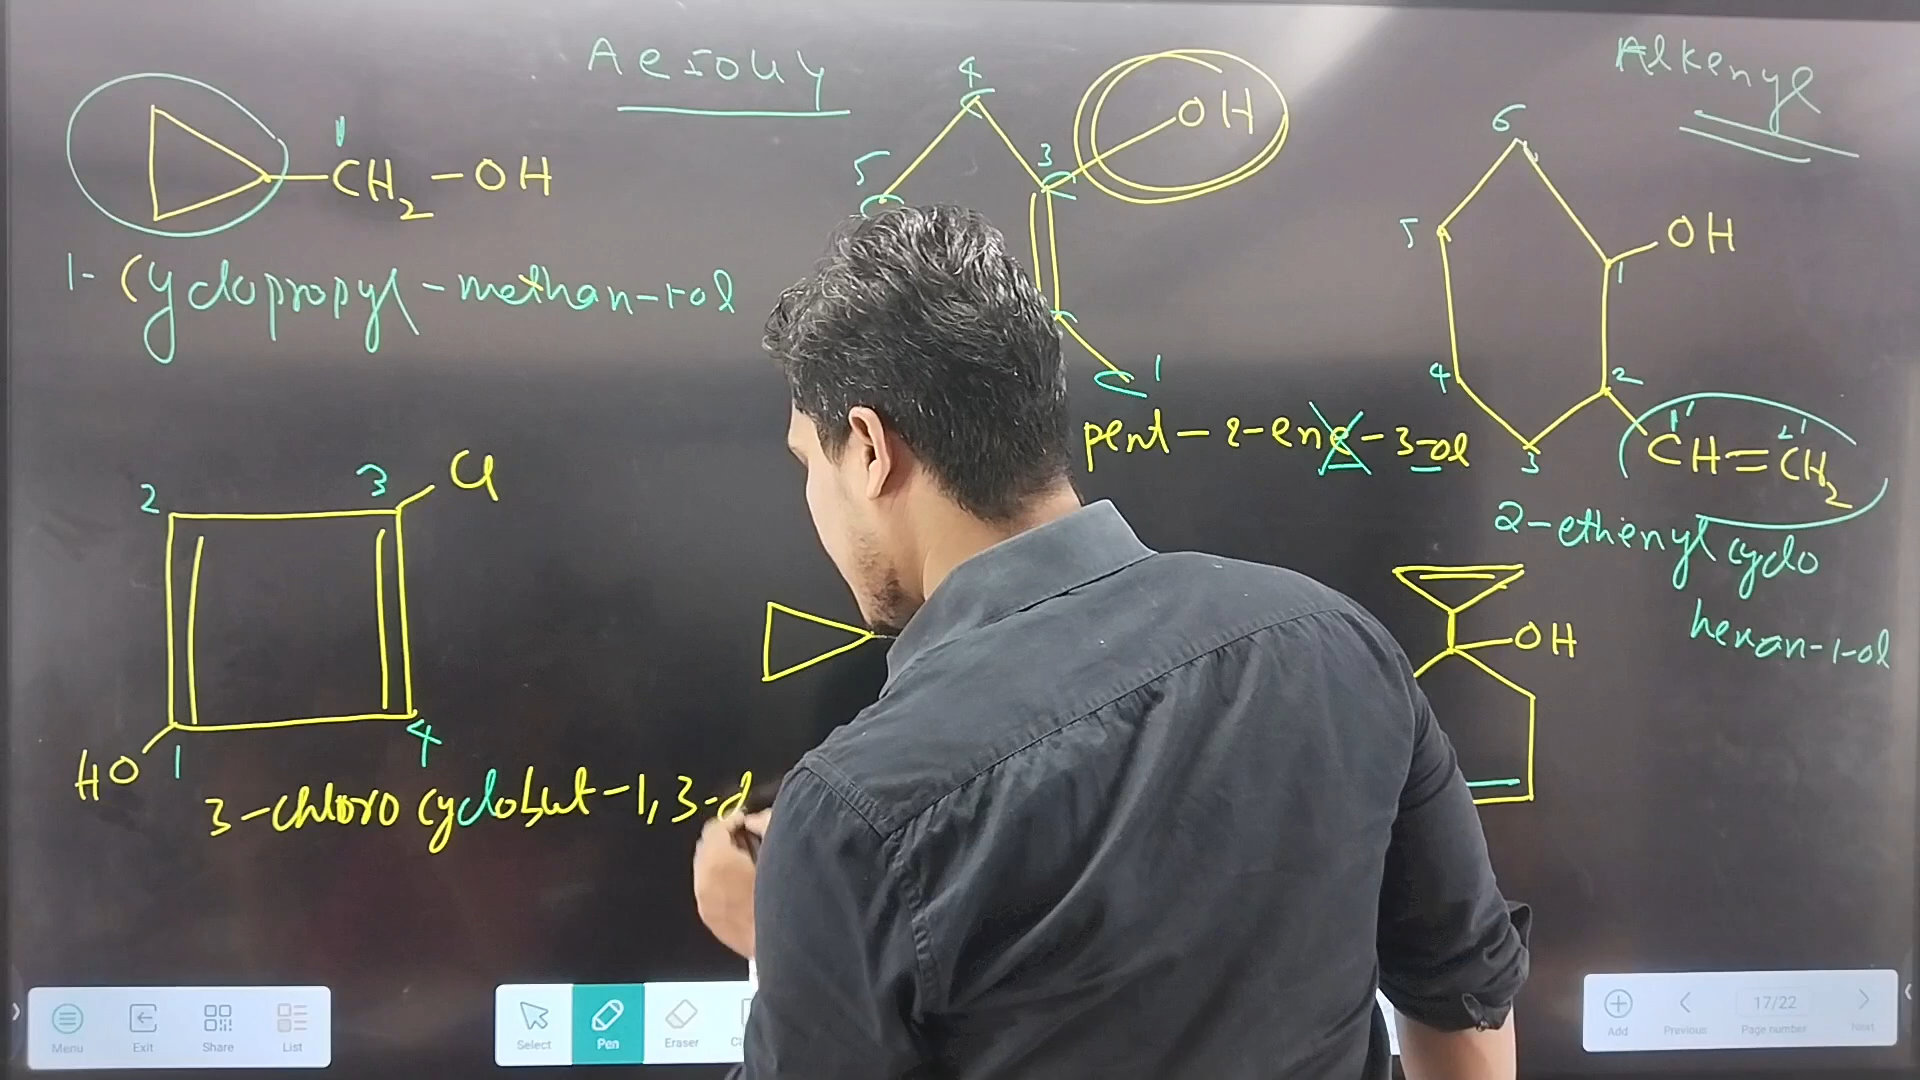 AeIouy
Alkenyl
CH2-OH
1
1-Cyclopropyl-methan-1-ol
4
5
3
OH
1
pent-2-ene-3-ol
6
5
OH
1
4
2
3
1' 2'
CH=CH2
2-ethenyl cyclo
hexan-1-ol
2
3
Cl
HO
1
4
3-chloro cyclobut-1,3-d
OH
Menu
Exit
Share
List
Select
Pen
Eraser
Add
Previous
17/22
Page number
Next